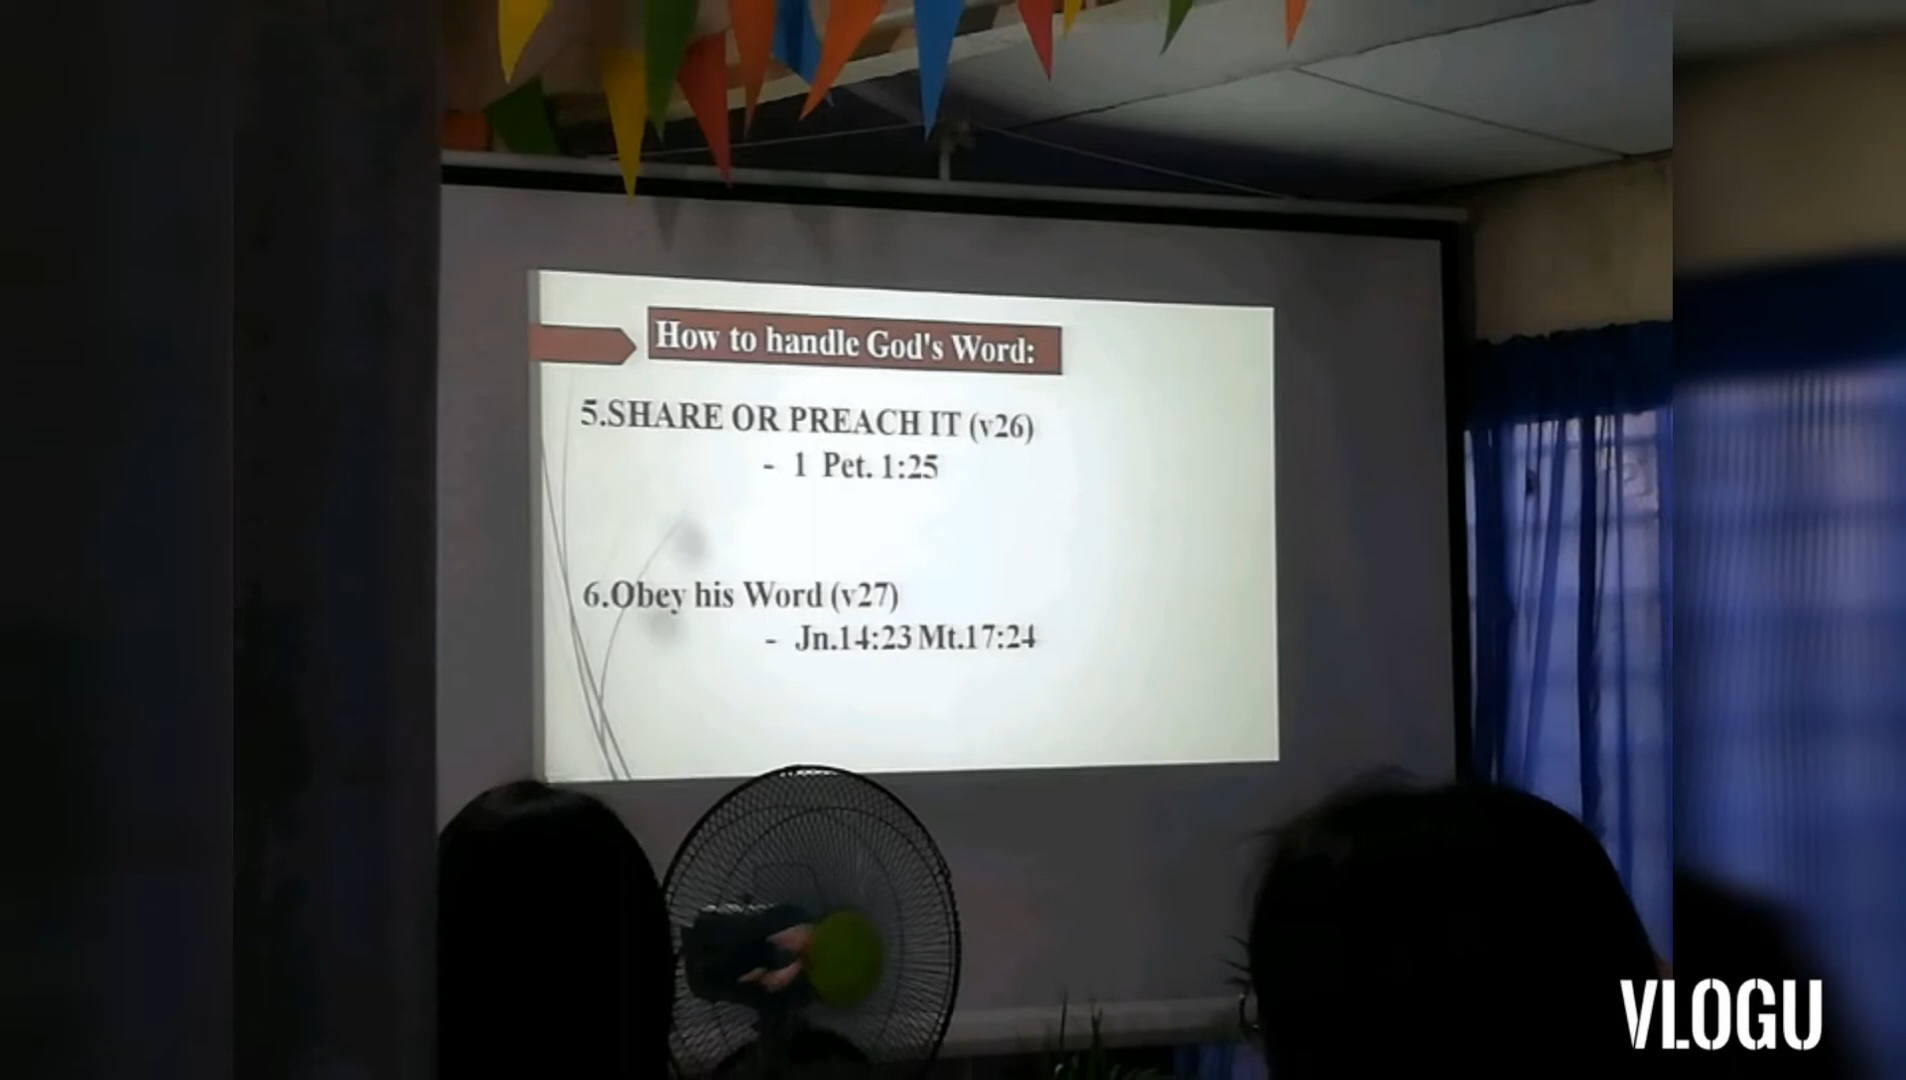 How to handle God's Word:
5.SHARE OR PREACH IT (v26)
- 1 Pet. 1:25
6.Obey his Word (v27)
- Jn.14:23 Mt.17:24
VLOGU